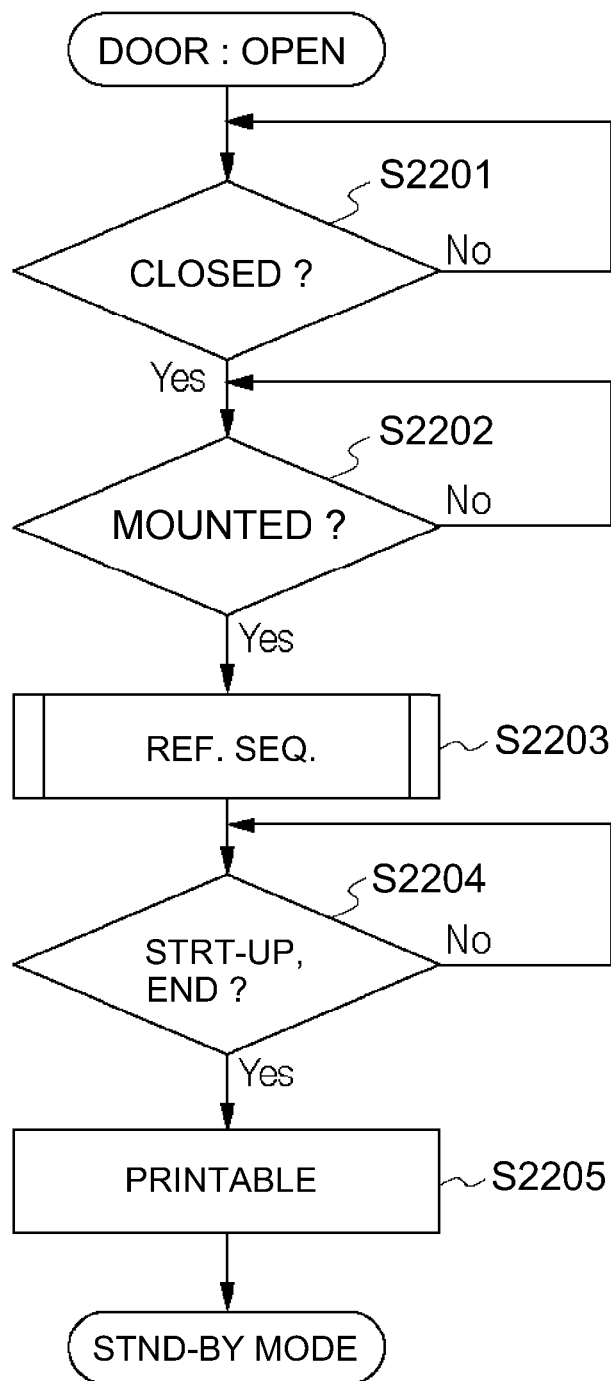 DOOR : OPEN
S2201
CLOSED ?
No
Yes
S2202
MOUNTED ?
No
Yes
REF. SEQ.
S2203
S2204
STRT-UP,
END ?
No
Yes
PRINTABLE
S2205
STND-BY MODE